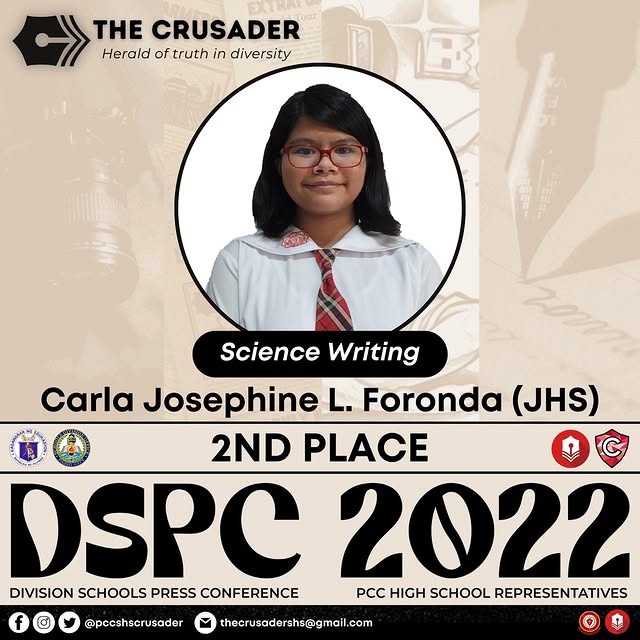 THE CRUSADER
Herald of truth in diversity
Science Writing
Carla Josephine L. Foronda (JHS)
2ND PLACE
DSPC 2022
DIVISION SCHOOLS PRESS CONFERENCE
PCC HIGH SCHOOL REPRESENTATIVES
@pccshscrusader
thecrusadershs@gmail.com